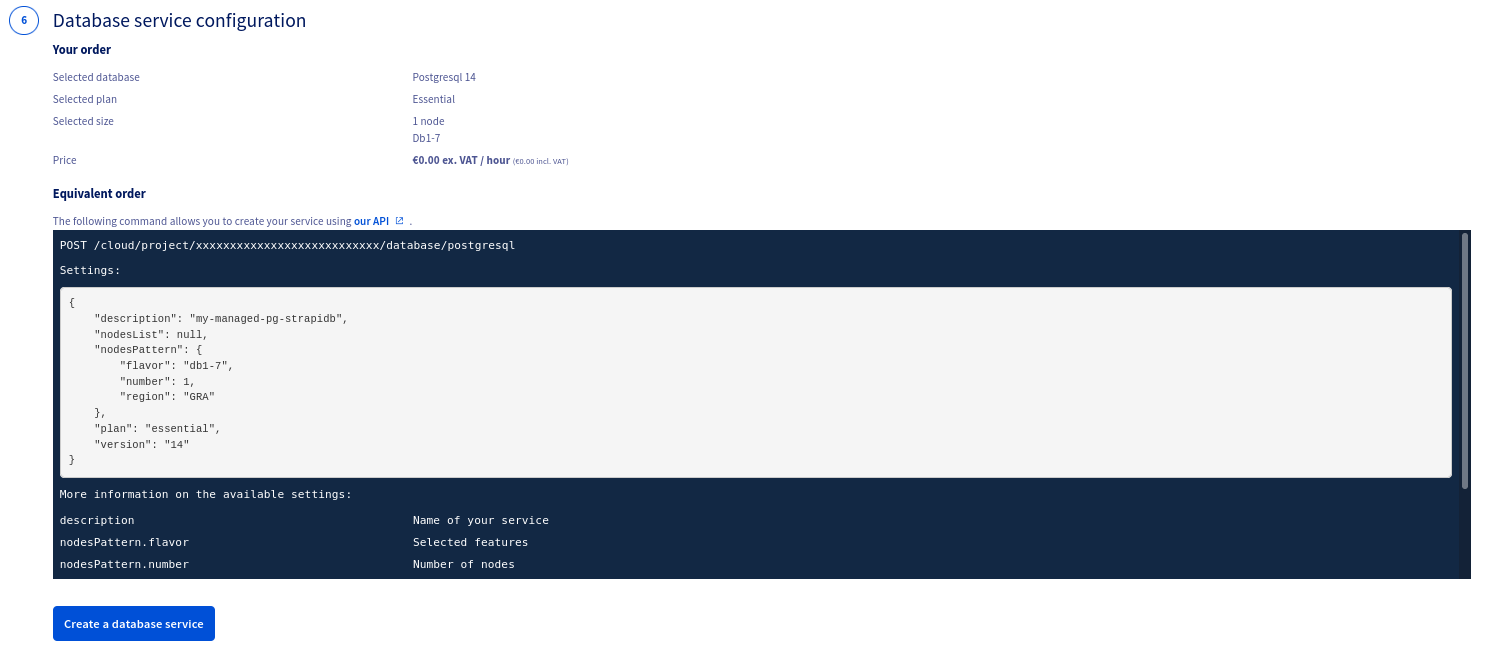 6 Database service configuration
Your order
Selected database Postgresql 14
Selected plan Essential
Selected size 1 node
Db1-7
Price €0.00 ex. VAT / hour (€0.00 incl. VAT)
Equivalent order
The following command allows you to create your service using our API .
POST /cloud/project/xxxxxxxxxxxxxxxxxxxxxxxxxxx/database/postgresql
Settings:
{
    "description": "my-managed-pg-strapidb",
    "nodesList": null,
    "nodesPattern": {
        "flavor": "db1-7",
        "number": 1,
        "region": "GRA"
    },
    "plan": "essential",
    "version": "14"
}
More information on the available settings:
description Name of your service
nodesPattern.flavor Selected features
nodesPattern.number Number of nodes
Create a database service